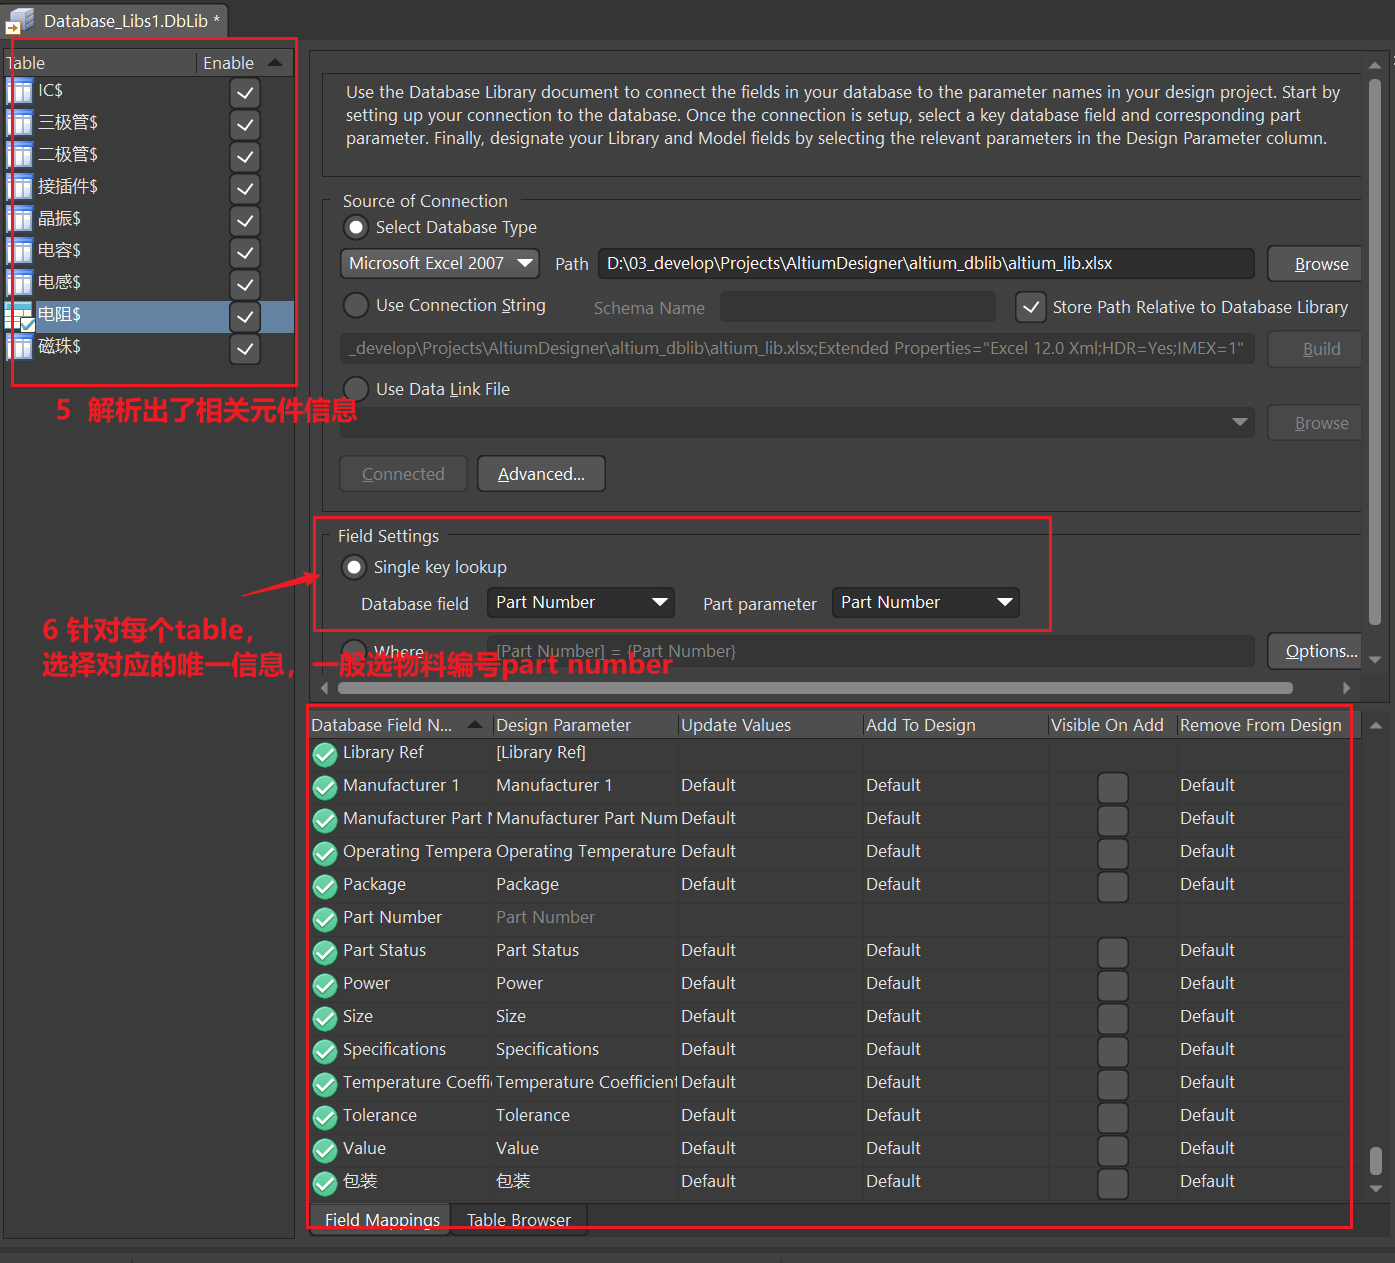 Database_Libs1.DbLib *
Table Enable
IC$
三极管$
二极管$
接插件$
晶振$
电容$
电感$
电阻$
磁珠$
5 解析出了相关元件信息
Use the Database Library document to connect the fields in your database to the parameter names in your design project. Start by
setting up your connection to the database. Once the connection is setup, select a key database field and corresponding part
parameter. Finally, designate your Library and Model fields by selecting the relevant parameters in the Design Parameter column.
Source of Connection
Select Database Type
Microsoft Excel 2007 Path D:\03_develop\Projects\AltiumDesigner\altium_dblib\altium_lib.xlsx Browse
Use Connection String Schema Name Store Path Relative to Database Library
_develop\Projects\AltiumDesigner\altium_dblib\altium_lib.xlsx;Extended Properties="Excel 12.0 Xml;HDR=Yes;IMEX=1" Build
Use Data Link File
Browse
Connected Advanced...
Field Settings
Single key lookup
Database field Part Number Part parameter Part Number
Where [Part Number] = {Part Number} Options...
6 针对每个table，
选择对应的唯一信息，一般选物料编号part number
Database Field N... Design Parameter Update Values Add To Design Visible On Add Remove From Design
Library Ref [Library Ref]
Manufacturer 1 Manufacturer 1 Default Default Default
Manufacturer Part Manufacturer Part Num Default Default Default
Operating Tempera Operating Temperature Default Default Default
Package Package Default Default Default
Part Number Part Number
Part Status Part Status Default Default Default
Power Power Default Default Default
Size Size Default Default Default
Specifications Specifications Default Default Default
Temperature Coeffi Temperature Coefficient Default Default Default
Tolerance Tolerance Default Default Default
Value Value Default Default Default
包装 包装 Default Default Default
Field Mappings Table Browser